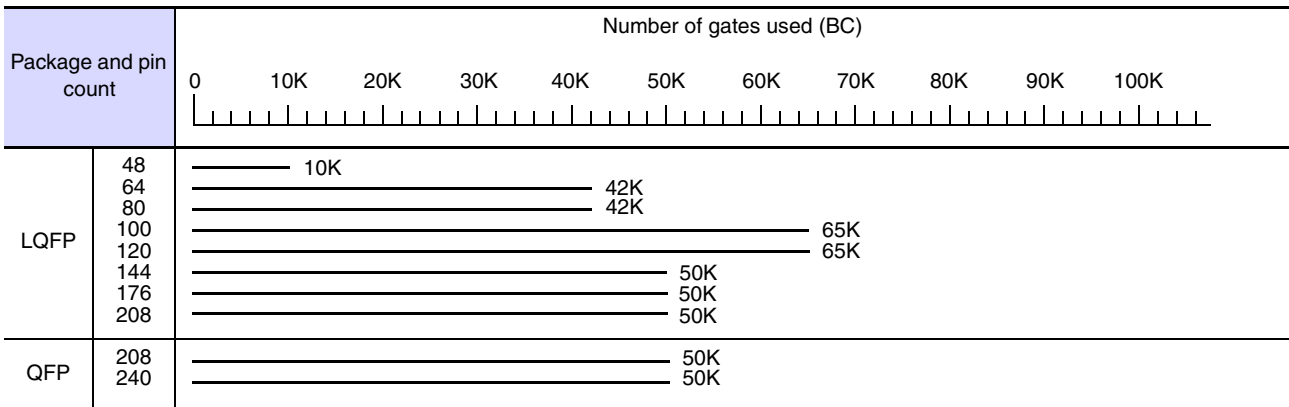 Number of gates used (BC)
Package and pin
count
0 10K 20K 30K 40K 50K 60K 70K 80K 90K 100K
LQFP
48 10K
64 42K
80 42K
100 65K
120 65K
144 50K
176 50K
208 50K
QFP
208 50K
240 50K